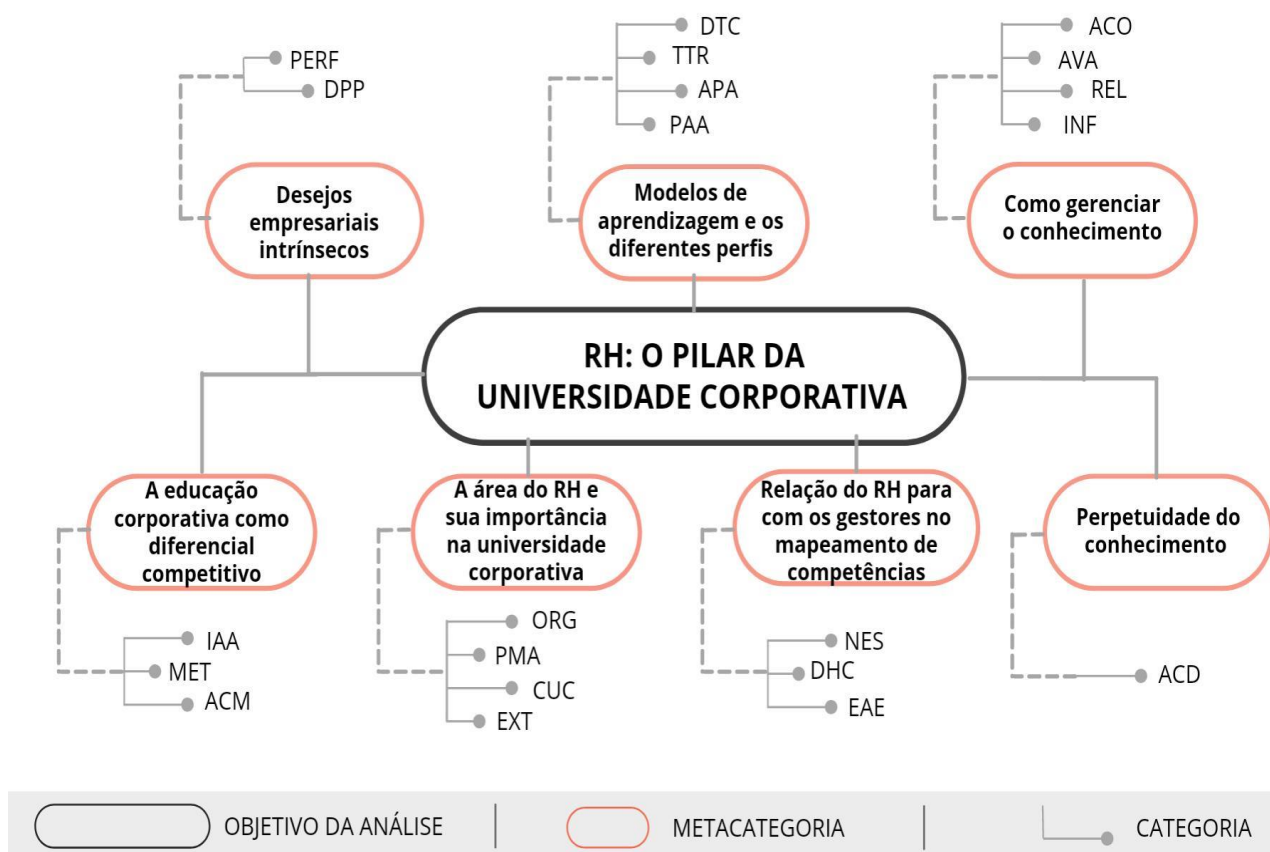 PERF
DPP
DTC
TTR
APA
PAA
ACO
AVA
REL
INF
Desejos
empresariais
intrínsecos
Modelos de
aprendizagem e os
diferentes perfis
Como gerenciar
o conhecimento
RH: O PILAR DA
UNIVERSIDADE CORPORATIVA
A educação
corporativa como
diferencial
competitivo
A área do RH e
sua importância
na universidade
corporativa
Relação do RH para
com os gestores no
mapeamento de
competências
Perpetuidade do
conhecimento
IAA
MET
ACM
ORG
PMA
CUC
EXT
NES
DHC
EAE
ACD
OBJETIVO DA ANÁLISE
METACATEGORIA
CATEGORIA